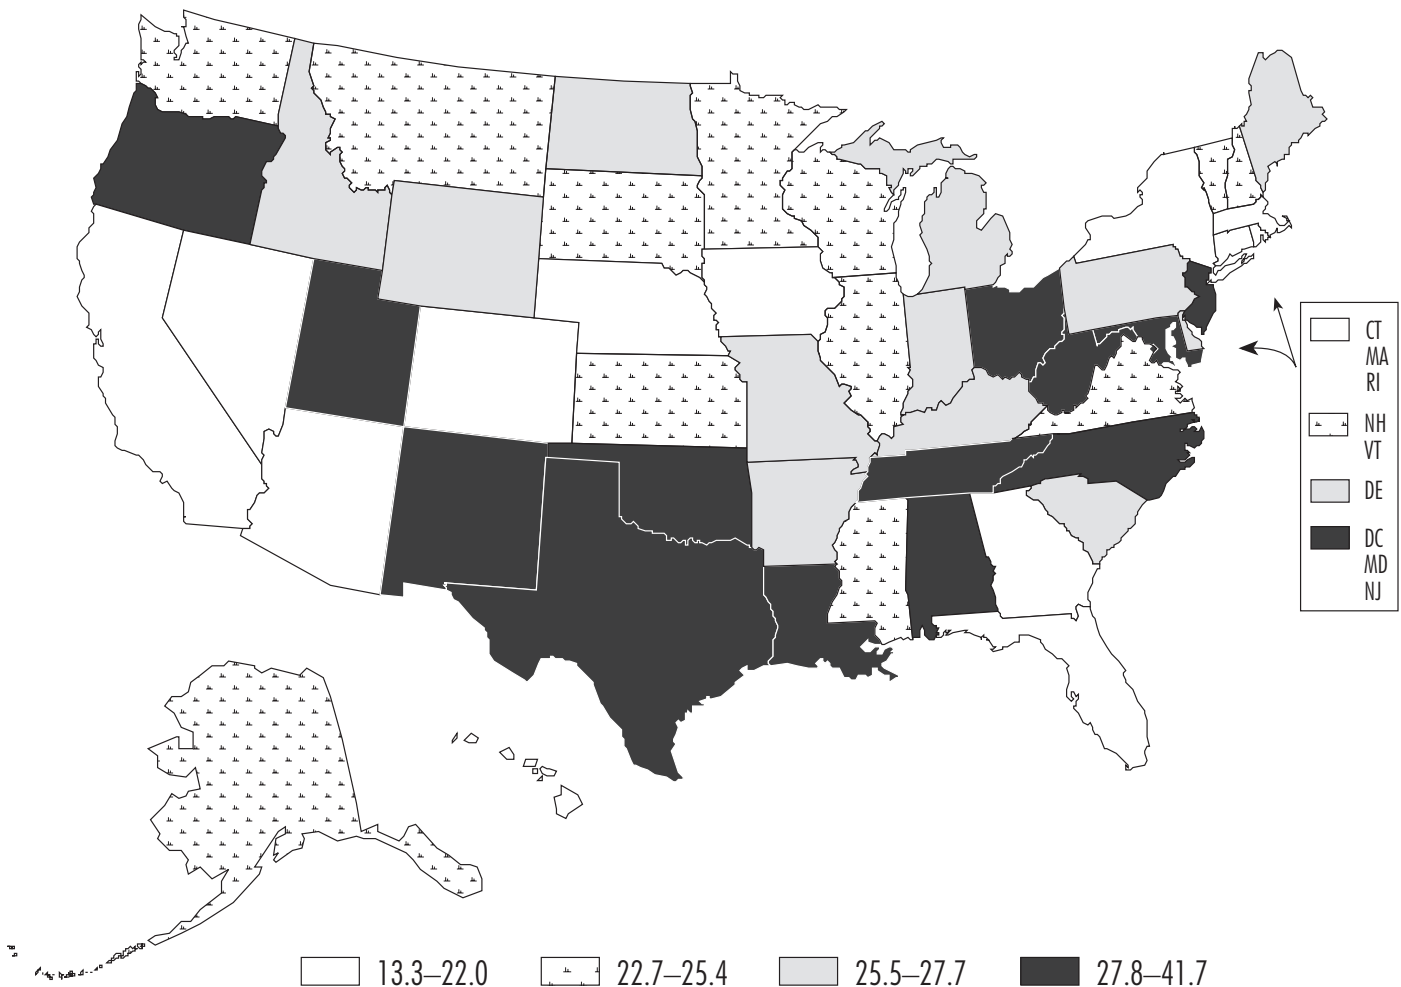 CT
MA
RI
NH
VT
DE
DC
MD
NJ
13.3–22.0
22.7–25.4
25.5–27.7
27.8–41.7